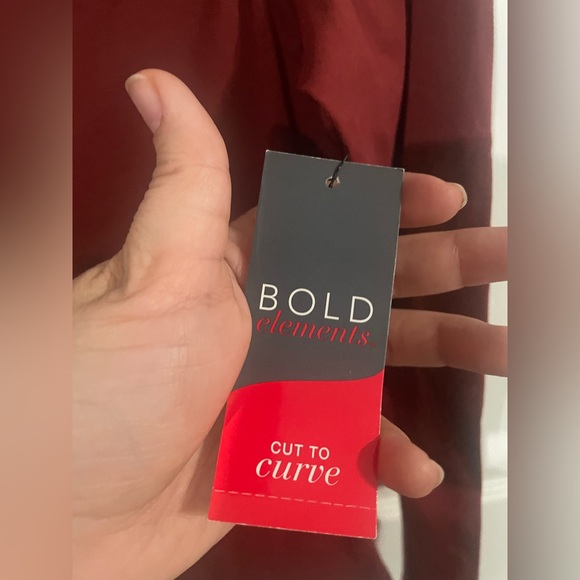 BOLD
elements
CUT TO
curve